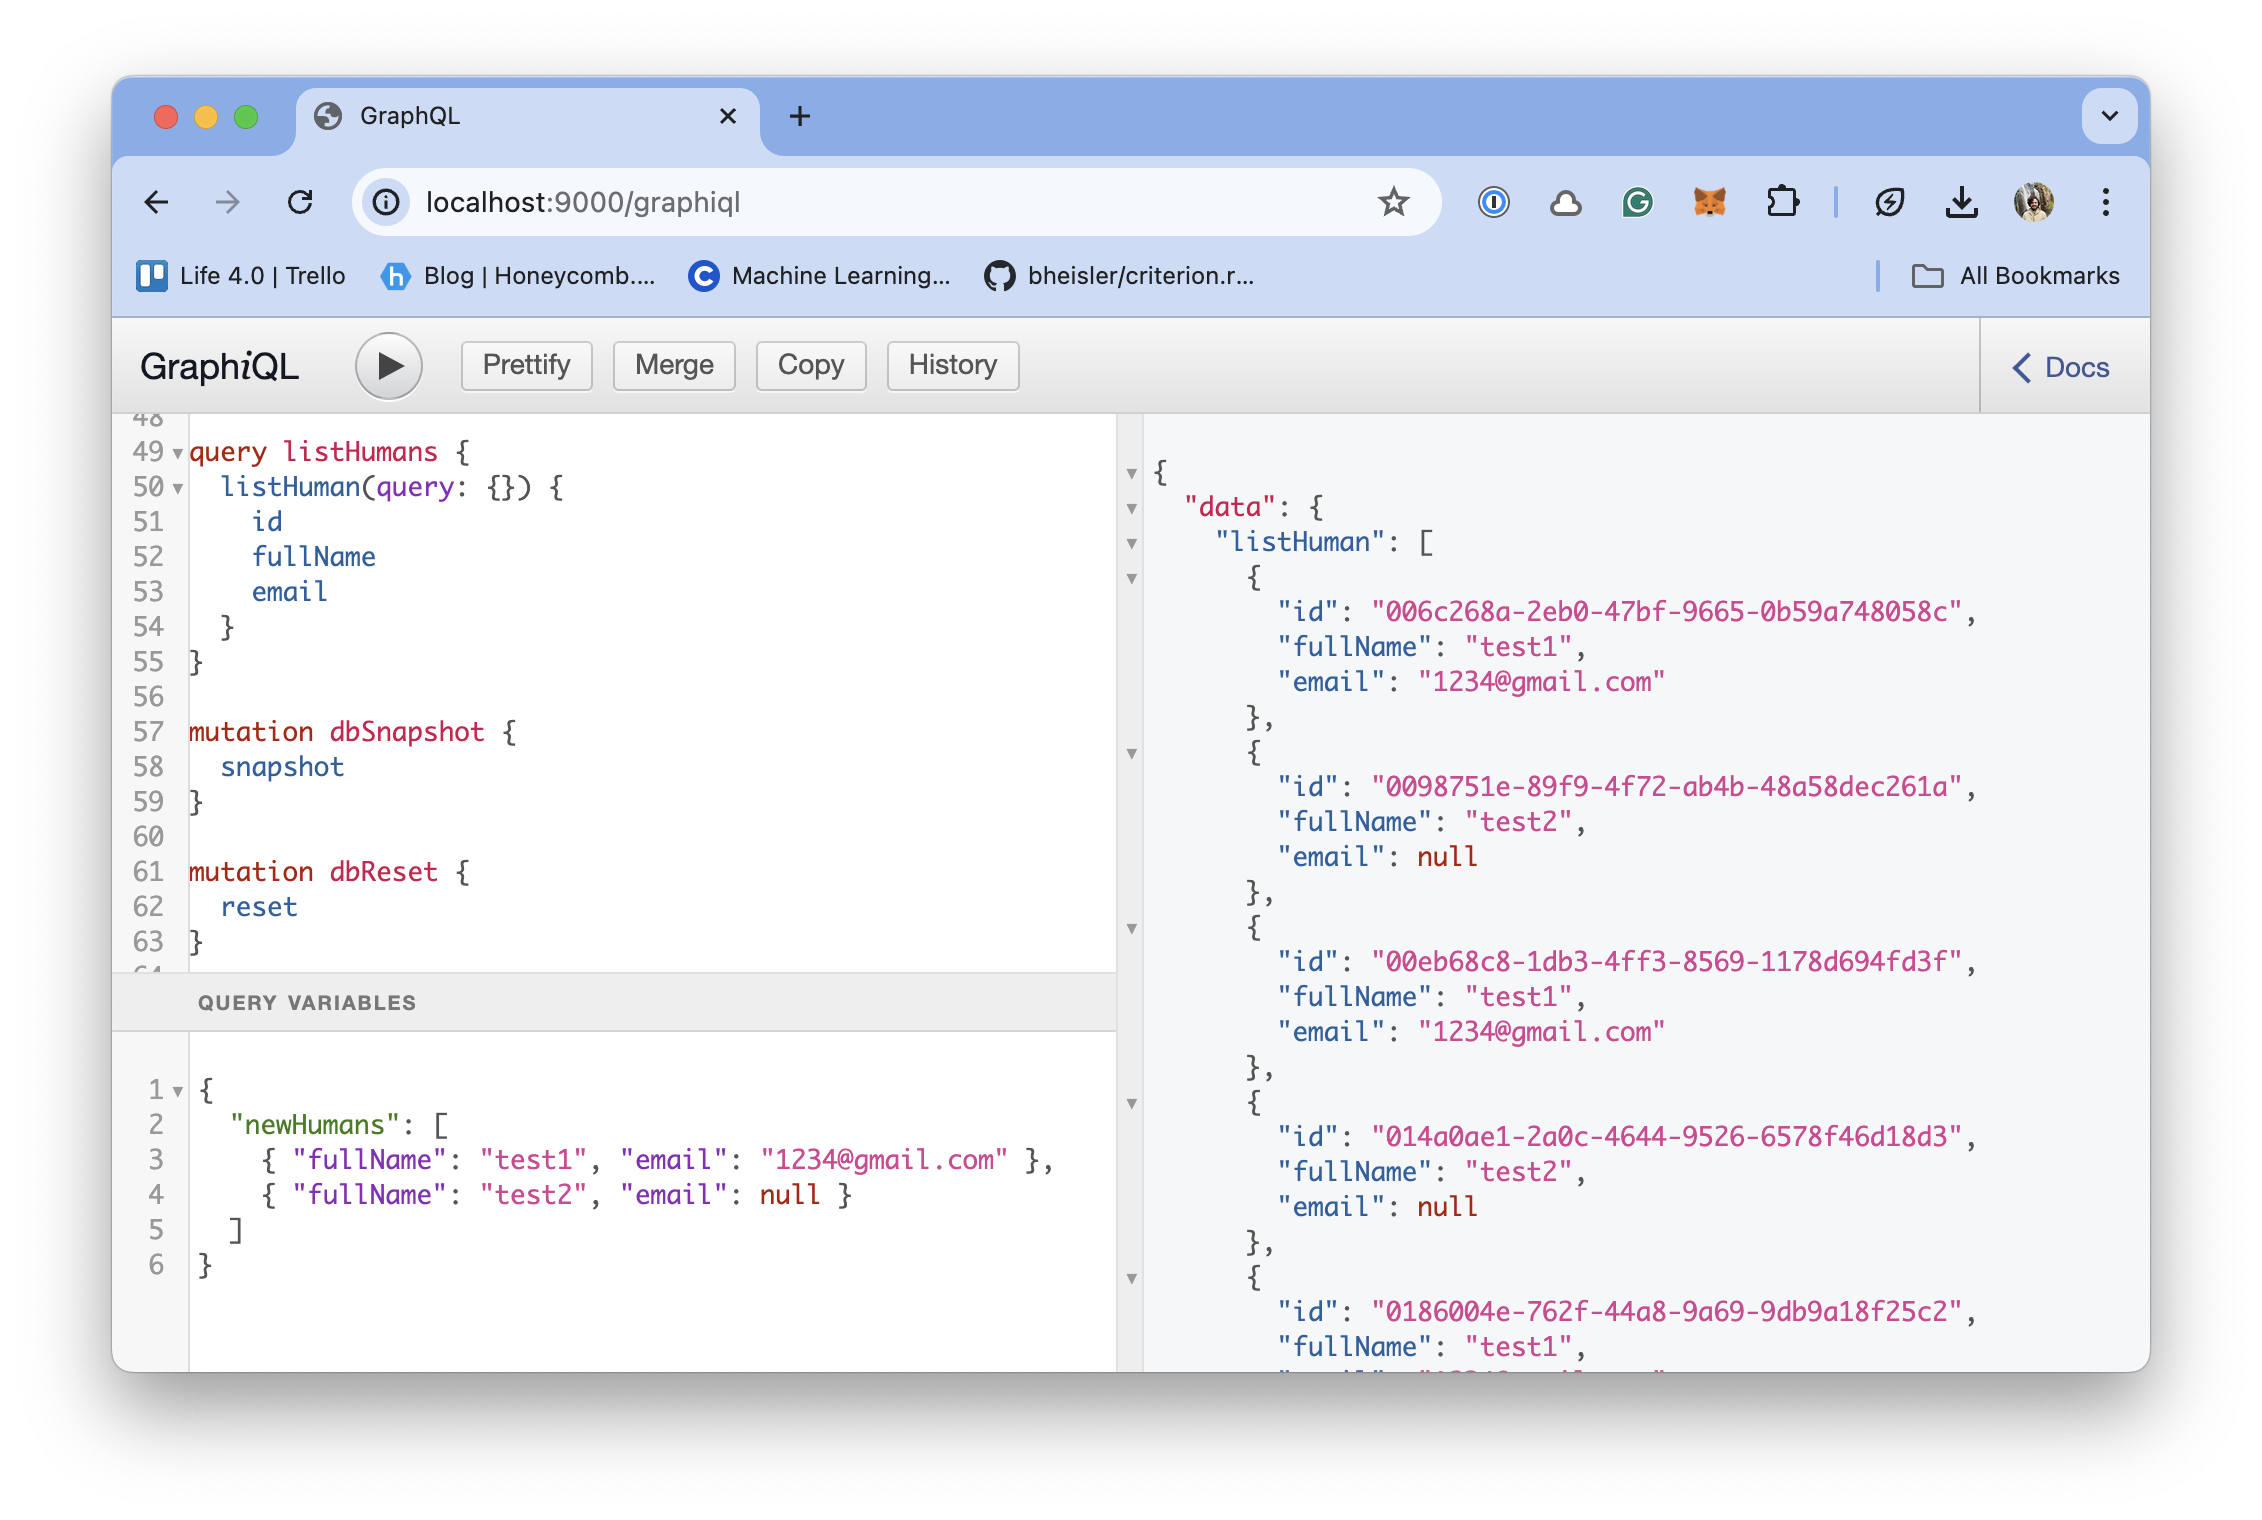 GraphQL
localhost:9000/graphiql
Life 4.0 | Trello
Blog | Honeycomb....
Machine Learning...
bheisler/criterion.r...
All Bookmarks
GraphiQL
Prettify
Merge
Copy
History
Docs
48
49 query listHumans {
50   listHuman(query: {}) {
51     id
52     fullName
53     email
54   }
55 }
56
57 mutation dbSnapshot {
58   snapshot
59 }
60
61 mutation dbReset {
62   reset
63 }
64
QUERY VARIABLES
1 {
2   "newHumans": [
3     { "fullName": "test1", "email": "1234@gmail.com" },
4     { "fullName": "test2", "email": null }
5   ]
6 }
{
  "data": {
    "listHuman": [
      {
        "id": "006c268a-2eb0-47bf-9665-0b59a748058c",
        "fullName": "test1",
        "email": "1234@gmail.com"
      },
      {
        "id": "0098751e-89f9-4f72-ab4b-48a58dec261a",
        "fullName": "test2",
        "email": null
      },
      {
        "id": "00eb68c8-1db3-4ff3-8569-1178d694fd3f",
        "fullName": "test1",
        "email": "1234@gmail.com"
      },
      {
        "id": "014a0ae1-2a0c-4644-9526-6578f46d18d3",
        "fullName": "test2",
        "email": null
      },
      {
        "id": "0186004e-762f-44a8-9a69-9db9a18f25c2",
        "fullName": "test1",